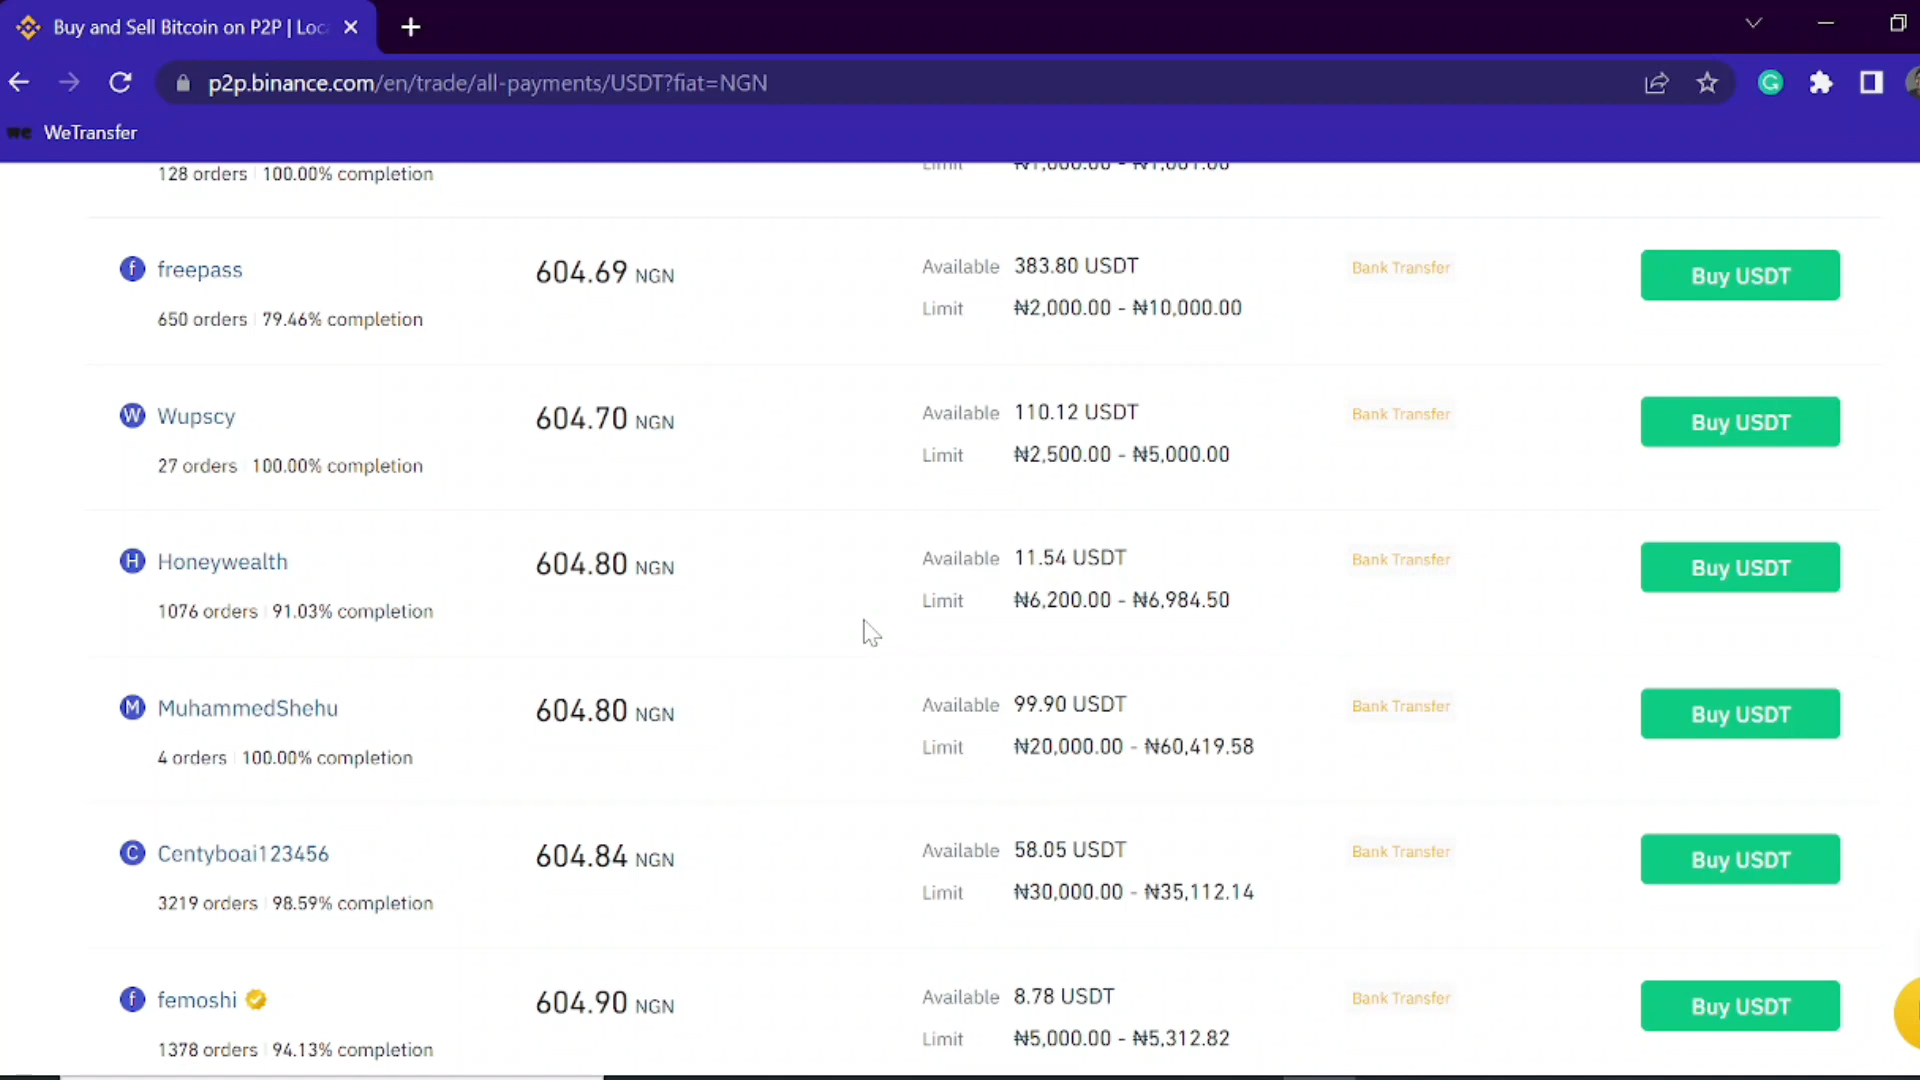 Buy and Sell Bitcoin on P2P | Loc
p2p.binance.com/en/trade/all-payments/USDT?fiat=NGN
we WeTransfer
128 orders 100.00% completion Limit ₦1,000.00 - ₦1,001.00
f freepass 604.69 NGN Available 383.80 USDT Bank Transfer Buy USDT
Limit ₦2,000.00 - ₦10,000.00
650 orders 79.46% completion
W Wupscy 604.70 NGN Available 110.12 USDT Bank Transfer Buy USDT
Limit ₦2,500.00 - ₦5,000.00
27 orders 100.00% completion
H Honeywealth 604.80 NGN Available 11.54 USDT Bank Transfer Buy USDT
Limit ₦6,200.00 - ₦6,984.50
1076 orders 91.03% completion
M MuhammedShehu 604.80 NGN Available 99.90 USDT Bank Transfer Buy USDT
Limit ₦20,000.00 - ₦60,419.58
4 orders 100.00% completion
C Centyboai123456 604.84 NGN Available 58.05 USDT Bank Transfer Buy USDT
Limit ₦30,000.00 - ₦35,112.14
3219 orders 98.59% completion
f femoshi 604.90 NGN Available 8.78 USDT Bank Transfer Buy USDT
Limit ₦5,000.00 - ₦5,312.82
1378 orders 94.13% completion